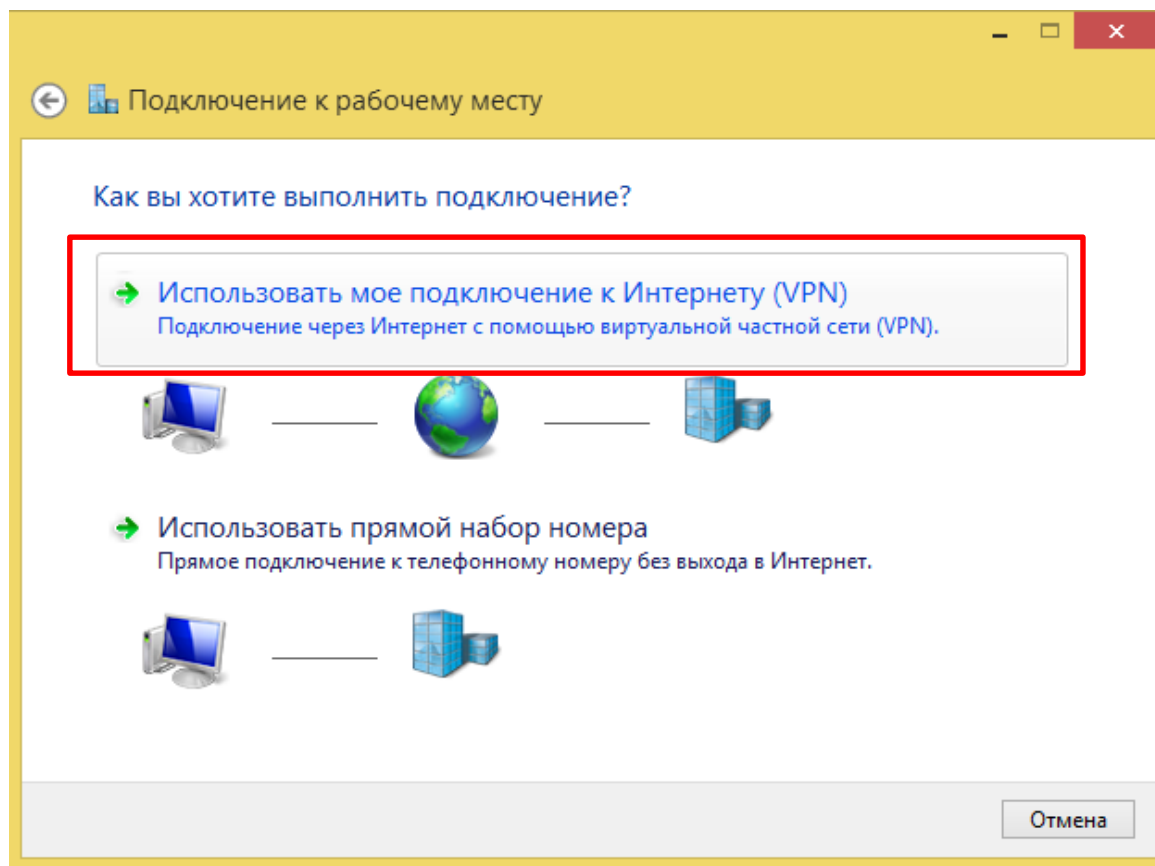 Подключение к рабочему месту
Как вы хотите выполнить подключение?
Использовать мое подключение к Интернету (VPN)
Подключение через Интернет с помощью виртуальной частной сети (VPN).
Использовать прямой набор номера
Прямое подключение к телефонному номеру без выхода в Интернет.
Отмена